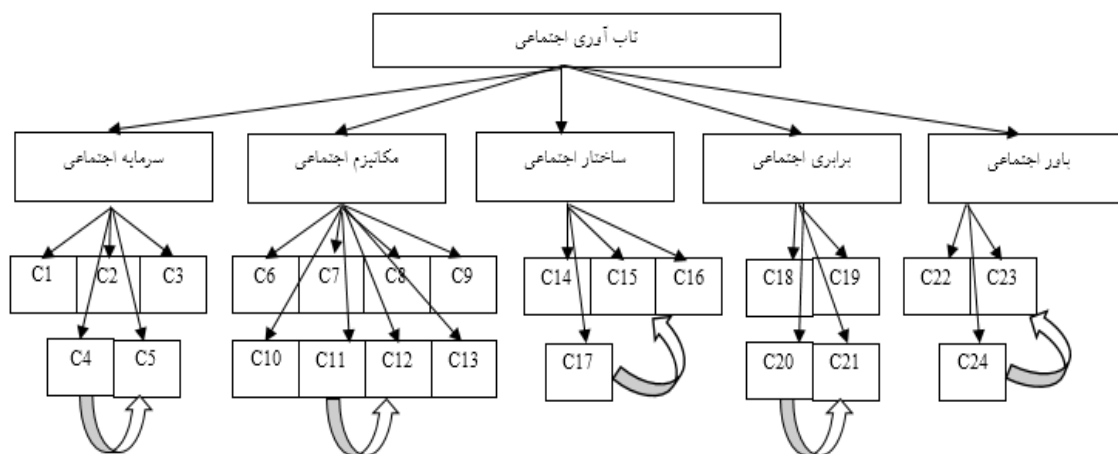 تاب آوری اجتماعی
سرمایه اجتماعی
مکانیزم اجتماعی
ساختار اجتماعی
برابری اجتماعی
باور اجتماعی
C1 C2 C3
C4 C5
C6 C7 C8 C9
C10 C11 C12 C13
C14 C15 C16
C17
C18 C19
C20 C21
C22 C23
C24